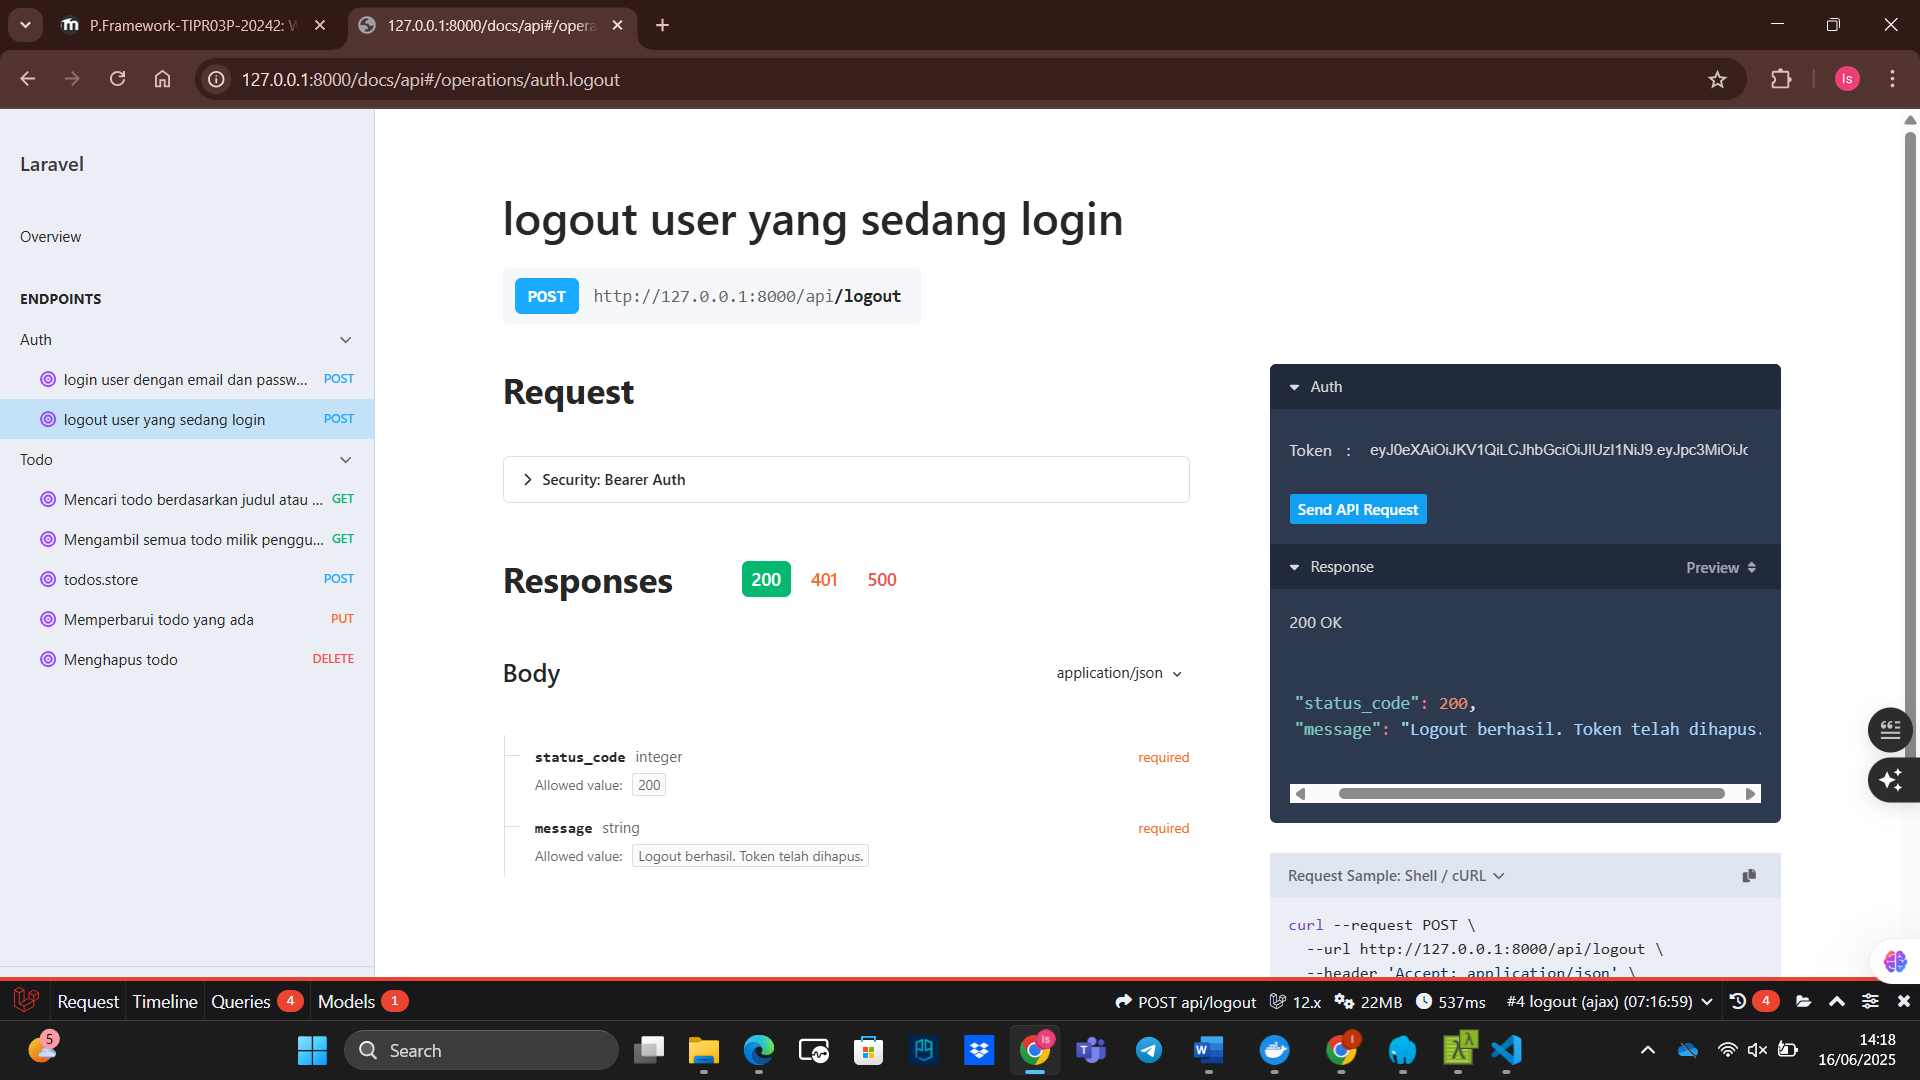 P.Framework-TIPR03P-20242: W
127.0.0.1:8000/docs/api#/opera
127.0.0.1:8000/docs/api#/operations/auth.logout
ls
Laravel
Overview
ENDPOINTS
Auth
login user dengan email dan passw... POST
logout user yang sedang login POST
Todo
Mencari todo berdasarkan judul atau ... GET
Mengambil semua todo milik penggu... GET
todos.store POST
Memperbarui todo yang ada PUT
Menghapus todo DELETE
logout user yang sedang login
POST http://127.0.0.1:8000/api/logout
Request
Security: Bearer Auth
Responses 200 401 500
Body application/json
status_code integer required
Allowed value: 200
message string required
Allowed value: Logout berhasil. Token telah dihapus.
Auth
Token : eyJ0eXAiOiJKV1QiLCJhbGciOiJIUzI1NiJ9.eyJpc3MiOiJc
Send API Request
Response Preview
200 OK
"status_code": 200,
"message": "Logout berhasil. Token telah dihapus.
Request Sample: Shell / cURL
curl --request POST \
--url http://127.0.0.1:8000/api/logout \
--header 'Accept: application/json' \
Request Timeline Queries 4 Models 1
POST api/logout 12.x 22MB 537ms #4 logout (ajax) (07:16:59) 4
5
Search
ls
14:18
16/06/2025